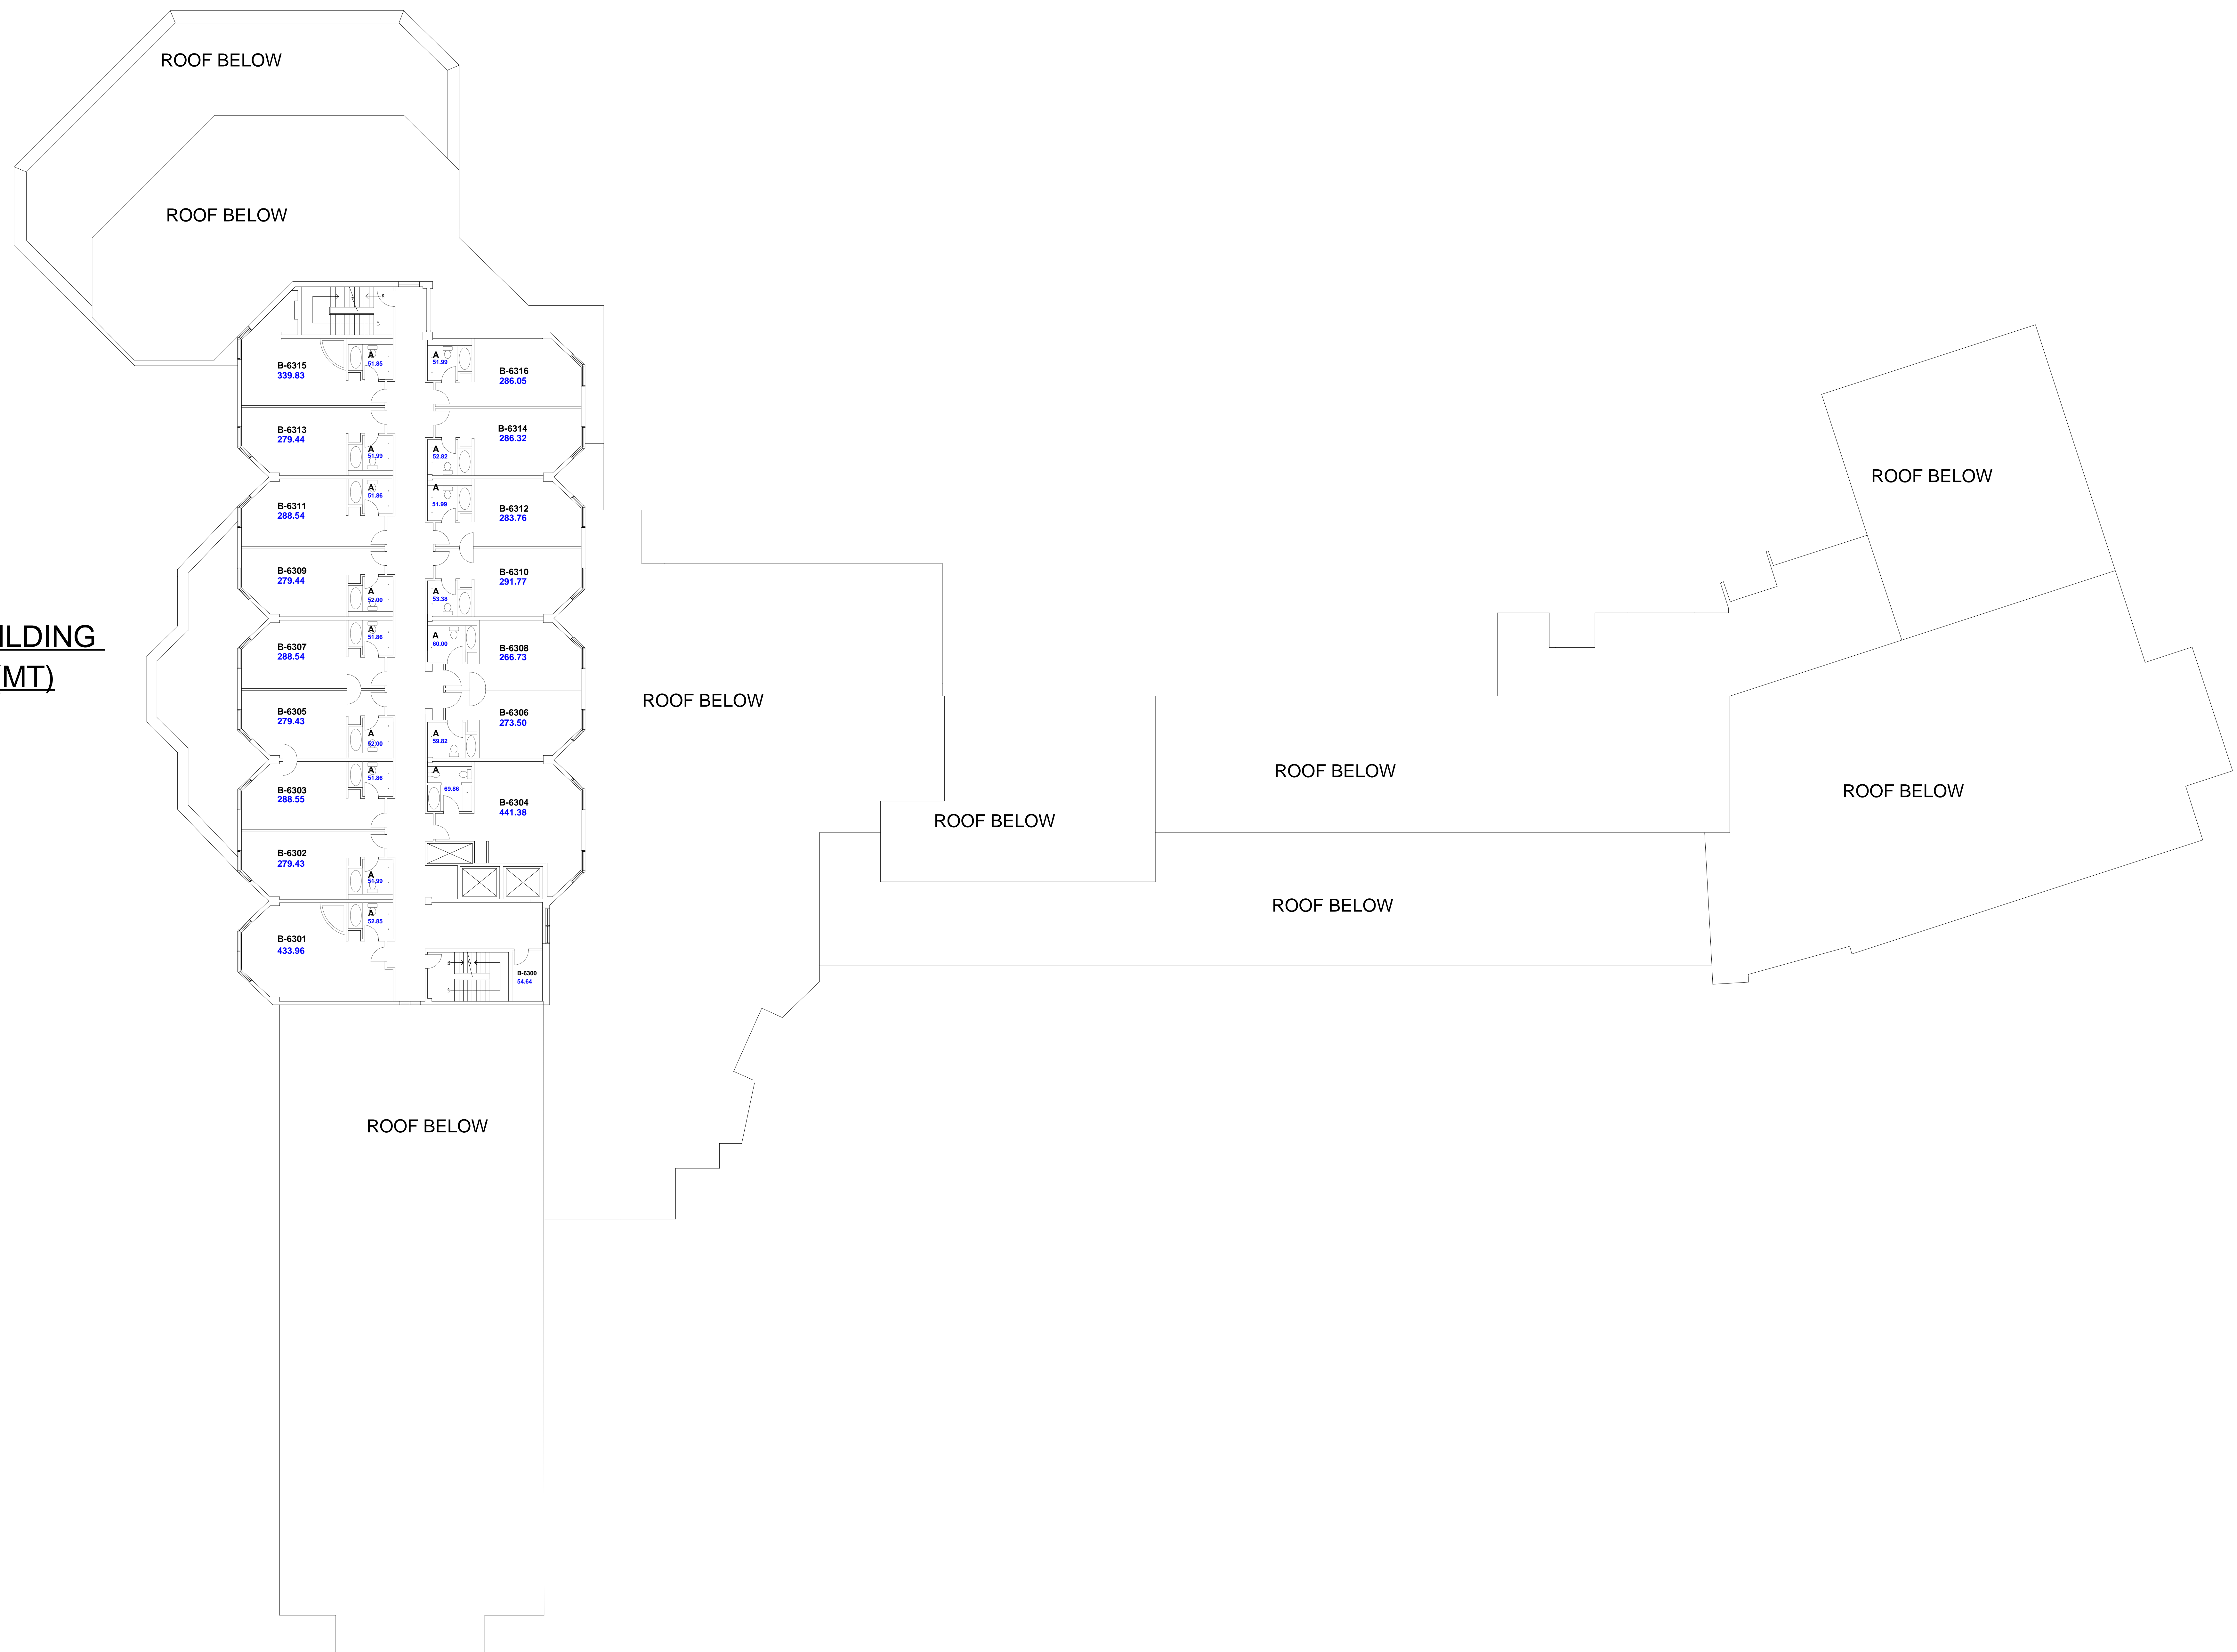 ROOF BELOW
ROOF BELOW
B-6315
339.83
A
51.85
A
51.99
B-6316
286.05
B-6313
279.44
A
51.99
A
52.82
B-6314
286.32
B-6311
288.54
A
51.86
A
51.99
B-6312
283.76
B-6309
279.44
A
52.00
A
53.38
B-6310
291.77
B-6307
288.54
A
51.86
A
60.00
B-6308
266.73
B-6305
279.43
A
52.00
A
59.82
B-6306
273.50
B-6303
288.55
A
51.86
A
69.86
B-6304
441.38
B-6302
279.43
A
51.99
B-6301
433.96
A
52.85
B-6300
54.64
ILDING
MT)
ROOF BELOW
ROOF BELOW
ROOF BELOW
ROOF BELOW
ROOF BELOW
ROOF BELOW
ROOF BELOW